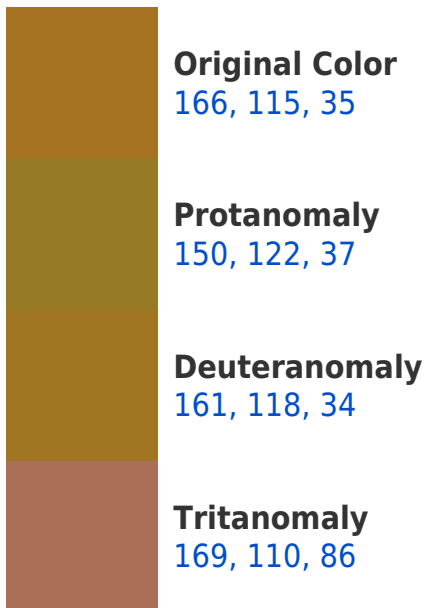 Original Color
166, 115, 35
Protanomaly
150, 122, 37
Deuteranomaly
161, 118, 34
Tritanomaly
169, 110, 86